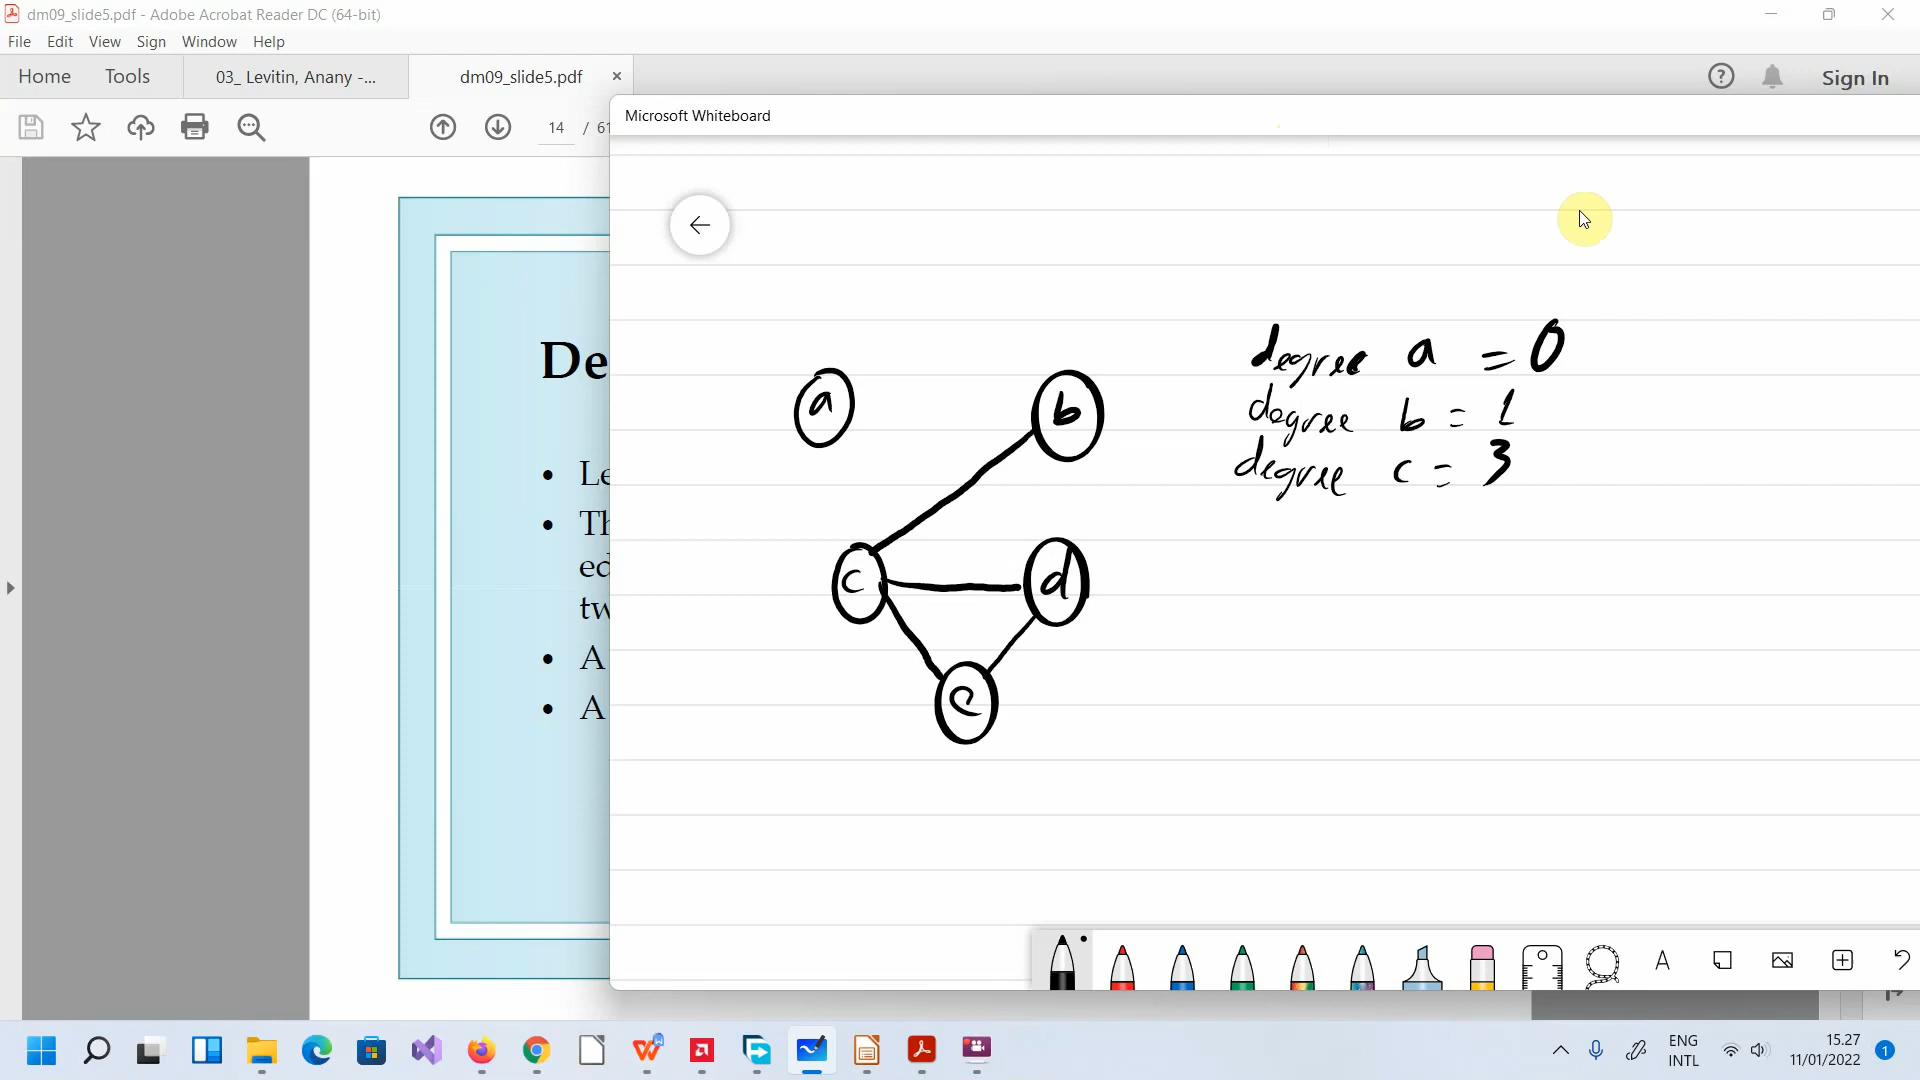 dm09_slide5.pdf - Adobe Acrobat Reader DC (64-bit)
File Edit View Sign Window Help
Home Tools 03_ Levitin, Anany -... dm09_slide5.pdf × Sign In
14 / 61
Microsoft Whiteboard
De
Le
Th
ed
tw
A
A
a
b
c
d
e
degree a = 0
degree b = 1
degree c = 3
A
ENG
INTL
15.27
11/01/2022
1